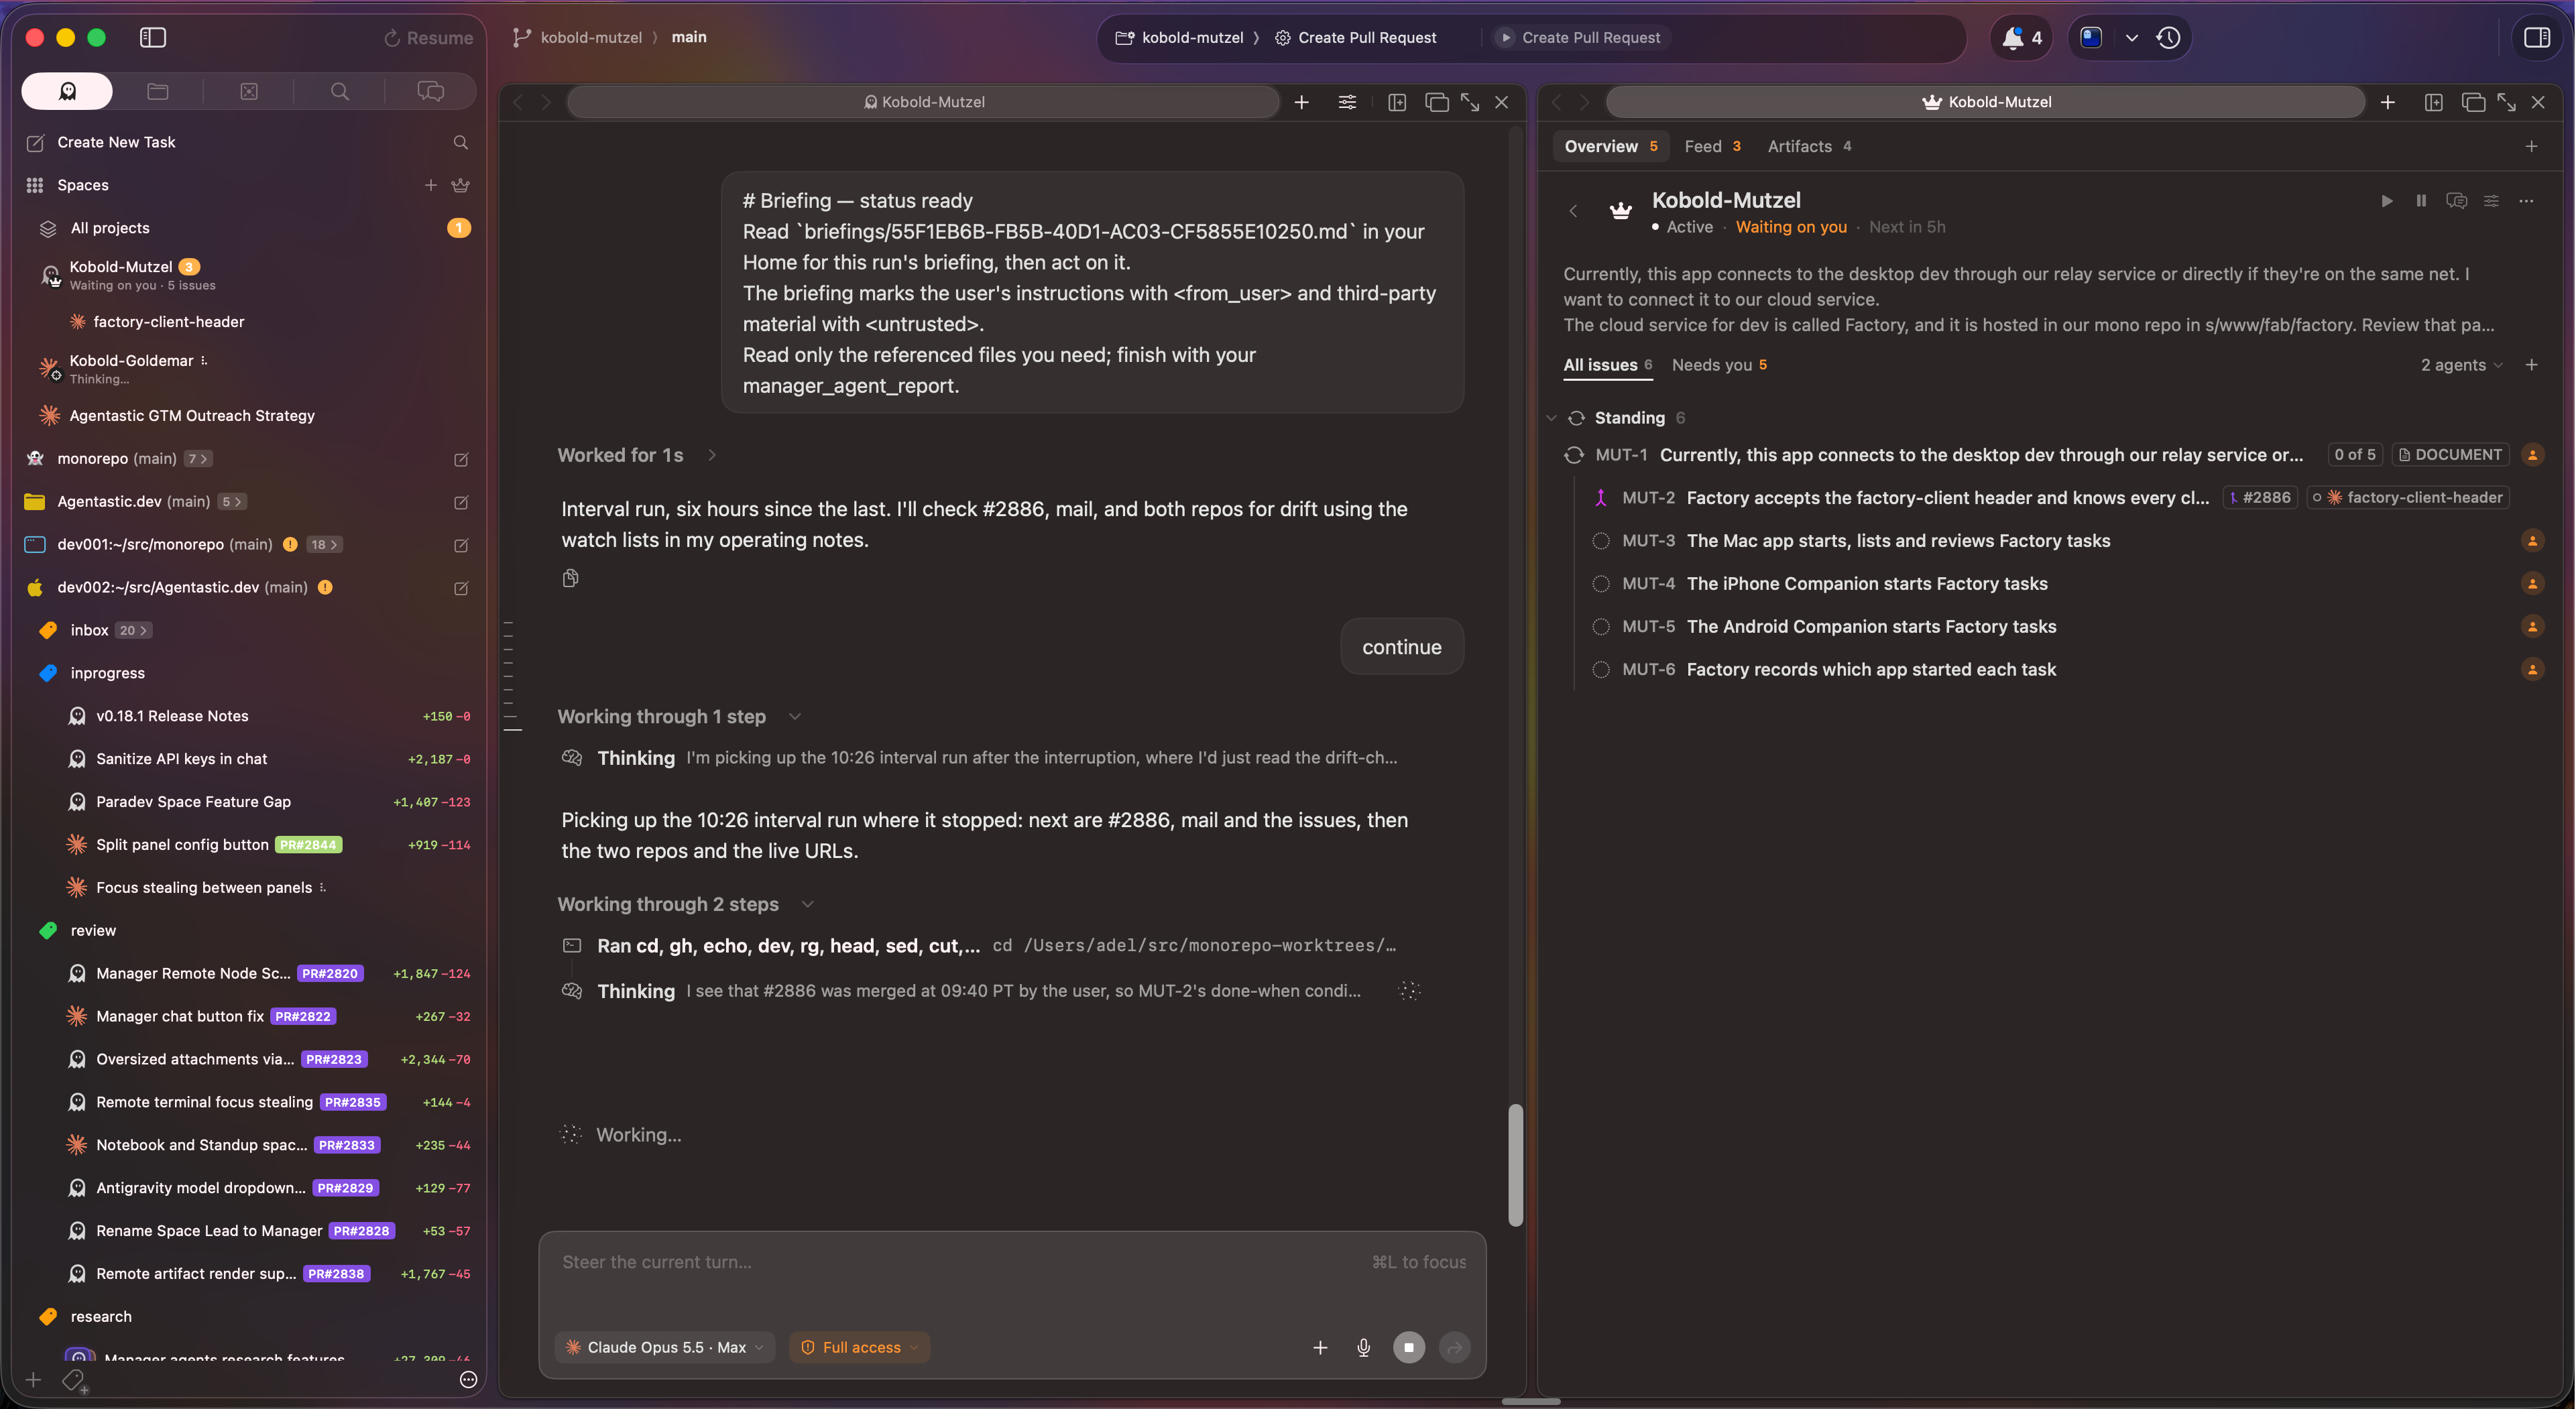 Resume
Create New Task
Spaces
All projects
1
Kobold-Mutzel 3
Waiting on you · 5 issues
factory-client-header
Kobold-Goldemar
Thinking...
Agentastic GTM Outreach Strategy
monorepo (main) 7 >
Agentastic.dev (main) 5 >
dev001:~/src/monorepo (main) ! 18 >
dev002:~/src/Agentastic.dev (main) !
inbox 20 >
inprogress
v0.18.1 Release Notes +150 -0
Sanitize API keys in chat +2,187 -0
Paradev Space Feature Gap +1,407 -123
Split panel config button PR#2844 +919 -114
Focus stealing between panels
review
Manager Remote Node Sc... PR#2820 +1,847 -124
Manager chat button fix PR#2822 +267 -32
Oversized attachments via... PR#2823 +2,344 -70
Remote terminal focus stealing PR#2835 +144 -4
Notebook and Standup spac... PR#2833 +235 -44
Antigravity model dropdown... PR#2829 +129 -77
Rename Space Lead to Manager PR#2828 +53 -57
Remote artifact render sup... PR#2838 +1,767 -45
research
Manager agents research features +27,309 -46
kobold-mutzel > main
kobold-mutzel > Create Pull Request
Create Pull Request
4
Kobold-Mutzel
# Briefing — status ready
Read `briefings/55F1EB6B-FB5B-40D1-AC03-CF5855E10250.md` in your
Home for this run's briefing, then act on it.
The briefing marks the user's instructions with <from_user> and third-party
material with <untrusted>.
Read only the referenced files you need; finish with your
manager_agent_report.
Worked for 1s >
Interval run, six hours since the last. I'll check #2886, mail, and both repos for drift using the
watch lists in my operating notes.
continue
Working through 1 step
Thinking I'm picking up the 10:26 interval run after the interruption, where I'd just read the drift-ch...
Picking up the 10:26 interval run where it stopped: next are #2886, mail and the issues, then
the two repos and the live URLs.
Working through 2 steps
Ran cd, gh, echo, dev, rg, head, sed, cut,... cd /Users/adel/src/monorepo-worktrees/…
Thinking I see that #2886 was merged at 09:40 PT by the user, so MUT-2's done-when condi...
Working...
Steer the current turn...
⌘L to focus
Claude Opus 5.5 · Max
Full access
Kobold-Mutzel
Overview 5
Feed 3
Artifacts 4
Kobold-Mutzel
Active · Waiting on you · Next in 5h
Currently, this app connects to the desktop dev through our relay service or directly if they're on the same net. I
want to connect it to our cloud service.
The cloud service for dev is called Factory, and it is hosted in our mono repo in s/www/fab/factory. Review that pa...
All issues 6
Needs you 5
2 agents
Standing 6
MUT-1 Currently, this app connects to the desktop dev through our relay service or... 0 of 5 DOCUMENT
MUT-2 Factory accepts the factory-client header and knows every cl... #2886 factory-client-header
MUT-3 The Mac app starts, lists and reviews Factory tasks
MUT-4 The iPhone Companion starts Factory tasks
MUT-5 The Android Companion starts Factory tasks
MUT-6 Factory records which app started each task